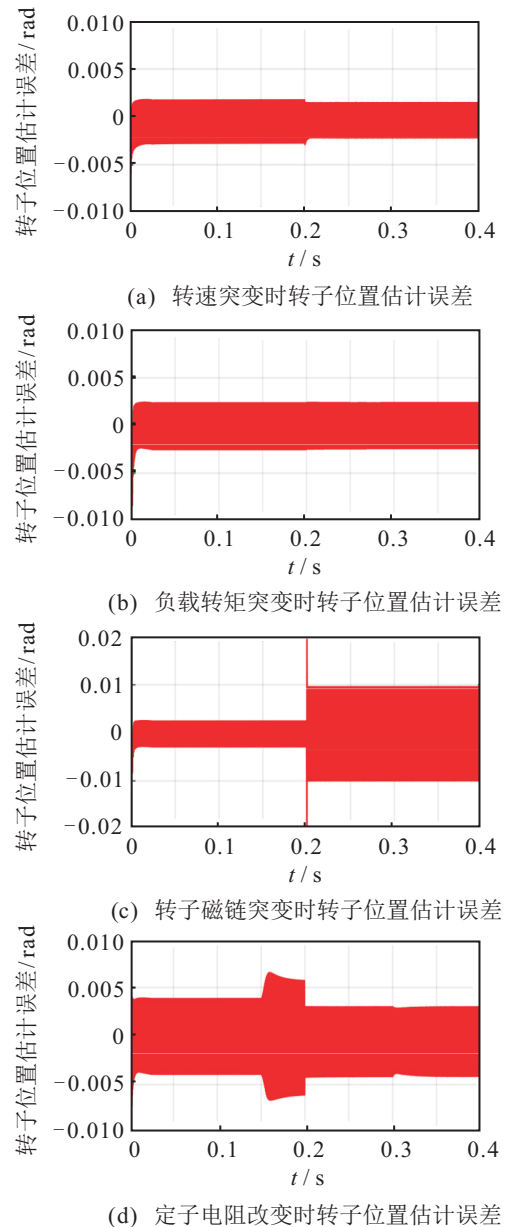 转子位置估计误差/rad
0.010
0.005
0
−0.005
−0.010
0 0.1 0.2 0.3 0.4
t / s
(a) 转速突变时转子位置估计误差
转子位置估计误差/rad
0.010
0.005
0
−0.005
−0.010
0 0.1 0.2 0.3 0.4
t / s
(b) 负载转矩突变时转子位置估计误差
转子位置估计误差/rad
0.02
0.01
0
−0.01
−0.02
0 0.1 0.2 0.3 0.4
t / s
(c) 转子磁链突变时转子位置估计误差
转子位置估计误差/rad
0.010
0.005
0
−0.005
−0.010
0 0.1 0.2 0.3 0.4
t / s
(d) 定子电阻改变时转子位置估计误差